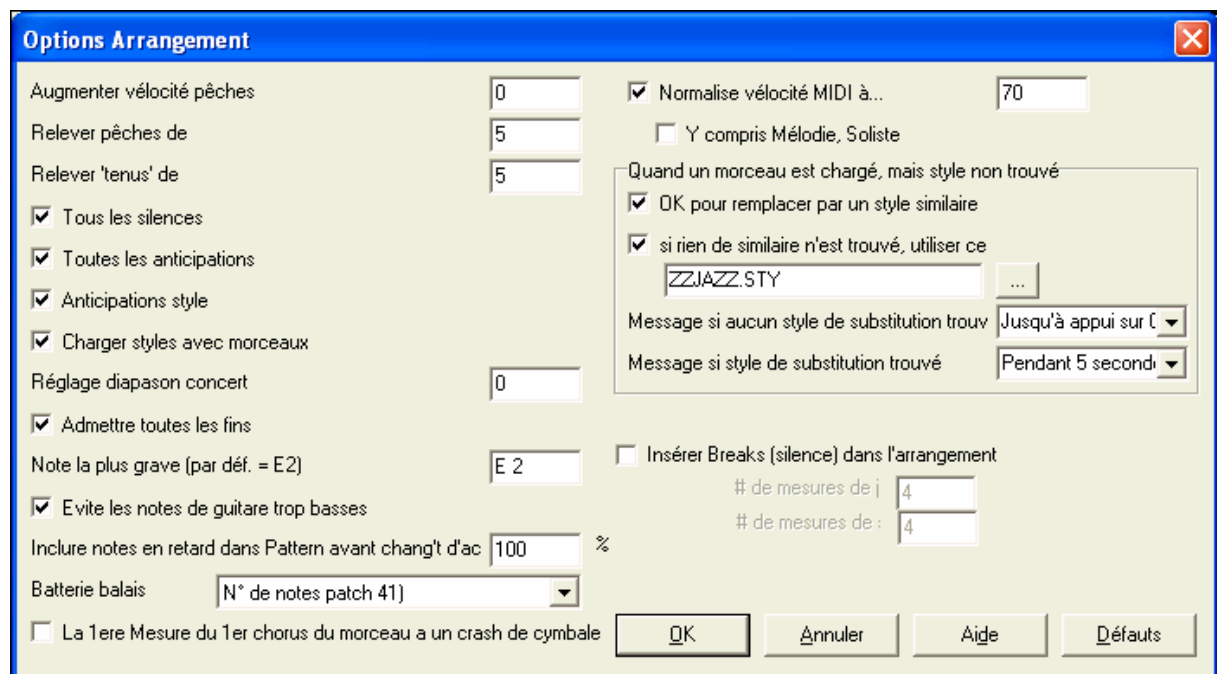 Options Arrangement
Augmenter vélocité pêches 0
Relever pêches de 5
Relever 'tenus' de 5
Tous les silences
Toutes les anticipations
Anticipations style
Charger styles avec morceaux
Réglage diapason concert 0
Admettre toutes les fins
Note la plus grave (par déf. = E2) E 2
Evite les notes de guitare trop basses
Inclure notes en retard dans Pattern avant chang't d'ac 100 %
Batterie balais N° de notes patch 41)
La 1ere Mesure du 1er chorus du morceau a un crash de cymbale
Normalise vélocité MIDI à... 70
Y compris Mélodie, Soliste
Quand un morceau est chargé, mais style non trouvé
OK pour remplacer par un style similaire
si rien de similaire n'est trouvé, utiliser ce
ZZJAZZ.STY ...
Message si aucun style de substitution trouv Jusqu'à appui sur
Message si style de substitution trouvé Pendant 5 second
Insérer Breaks (silence) dans l'arrangement
# de mesures de j 4
# de mesures de : 4
OK Annuler Aide Défauts